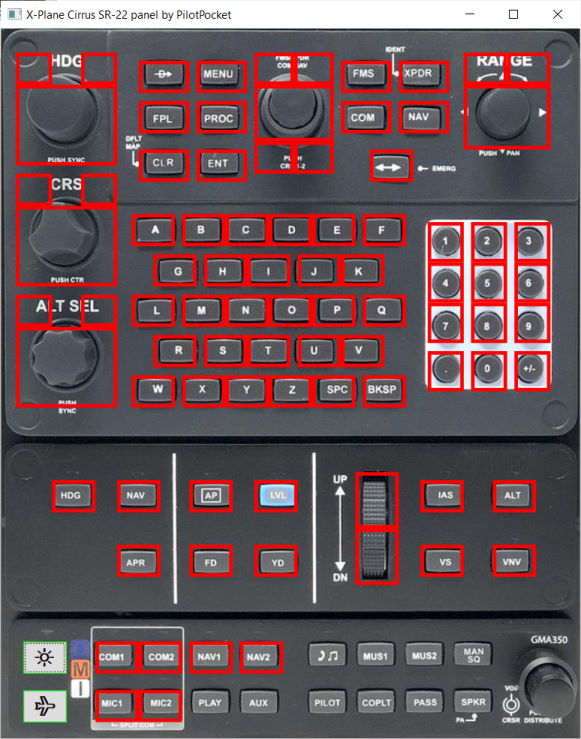 X-Plane Cirrus SR-22 panel by PilotPocket
IDENT
HDG
RANGE
D
MENU
FMS
XPDR
FPL
PROC
COM
NAV
DFLT
MAP
CLR
ENT
PUSH SYNC
PUSH
PUSH PAN
EMERG
CRS
A B C D E F
1 2 3
G H I J K
4 5 6
PUSH CTR
ALT SEL
L M N O P Q
7 8 9
R S T U V
W X Y Z SPC BKSP
. 0 +/-
PUSH
SYNC
UP
HDG NAV AP LVL IAS ALT
APR FD YD VS VNV
DN
GMA350
COM1 COM2 NAV1 NAV2 MUS1 MUS2 MAN
SQ
M
I
MIC1 MIC2 PLAY AUX PILOT COPLT PASS SPKR
PA
CRSR DISTRIBUTE